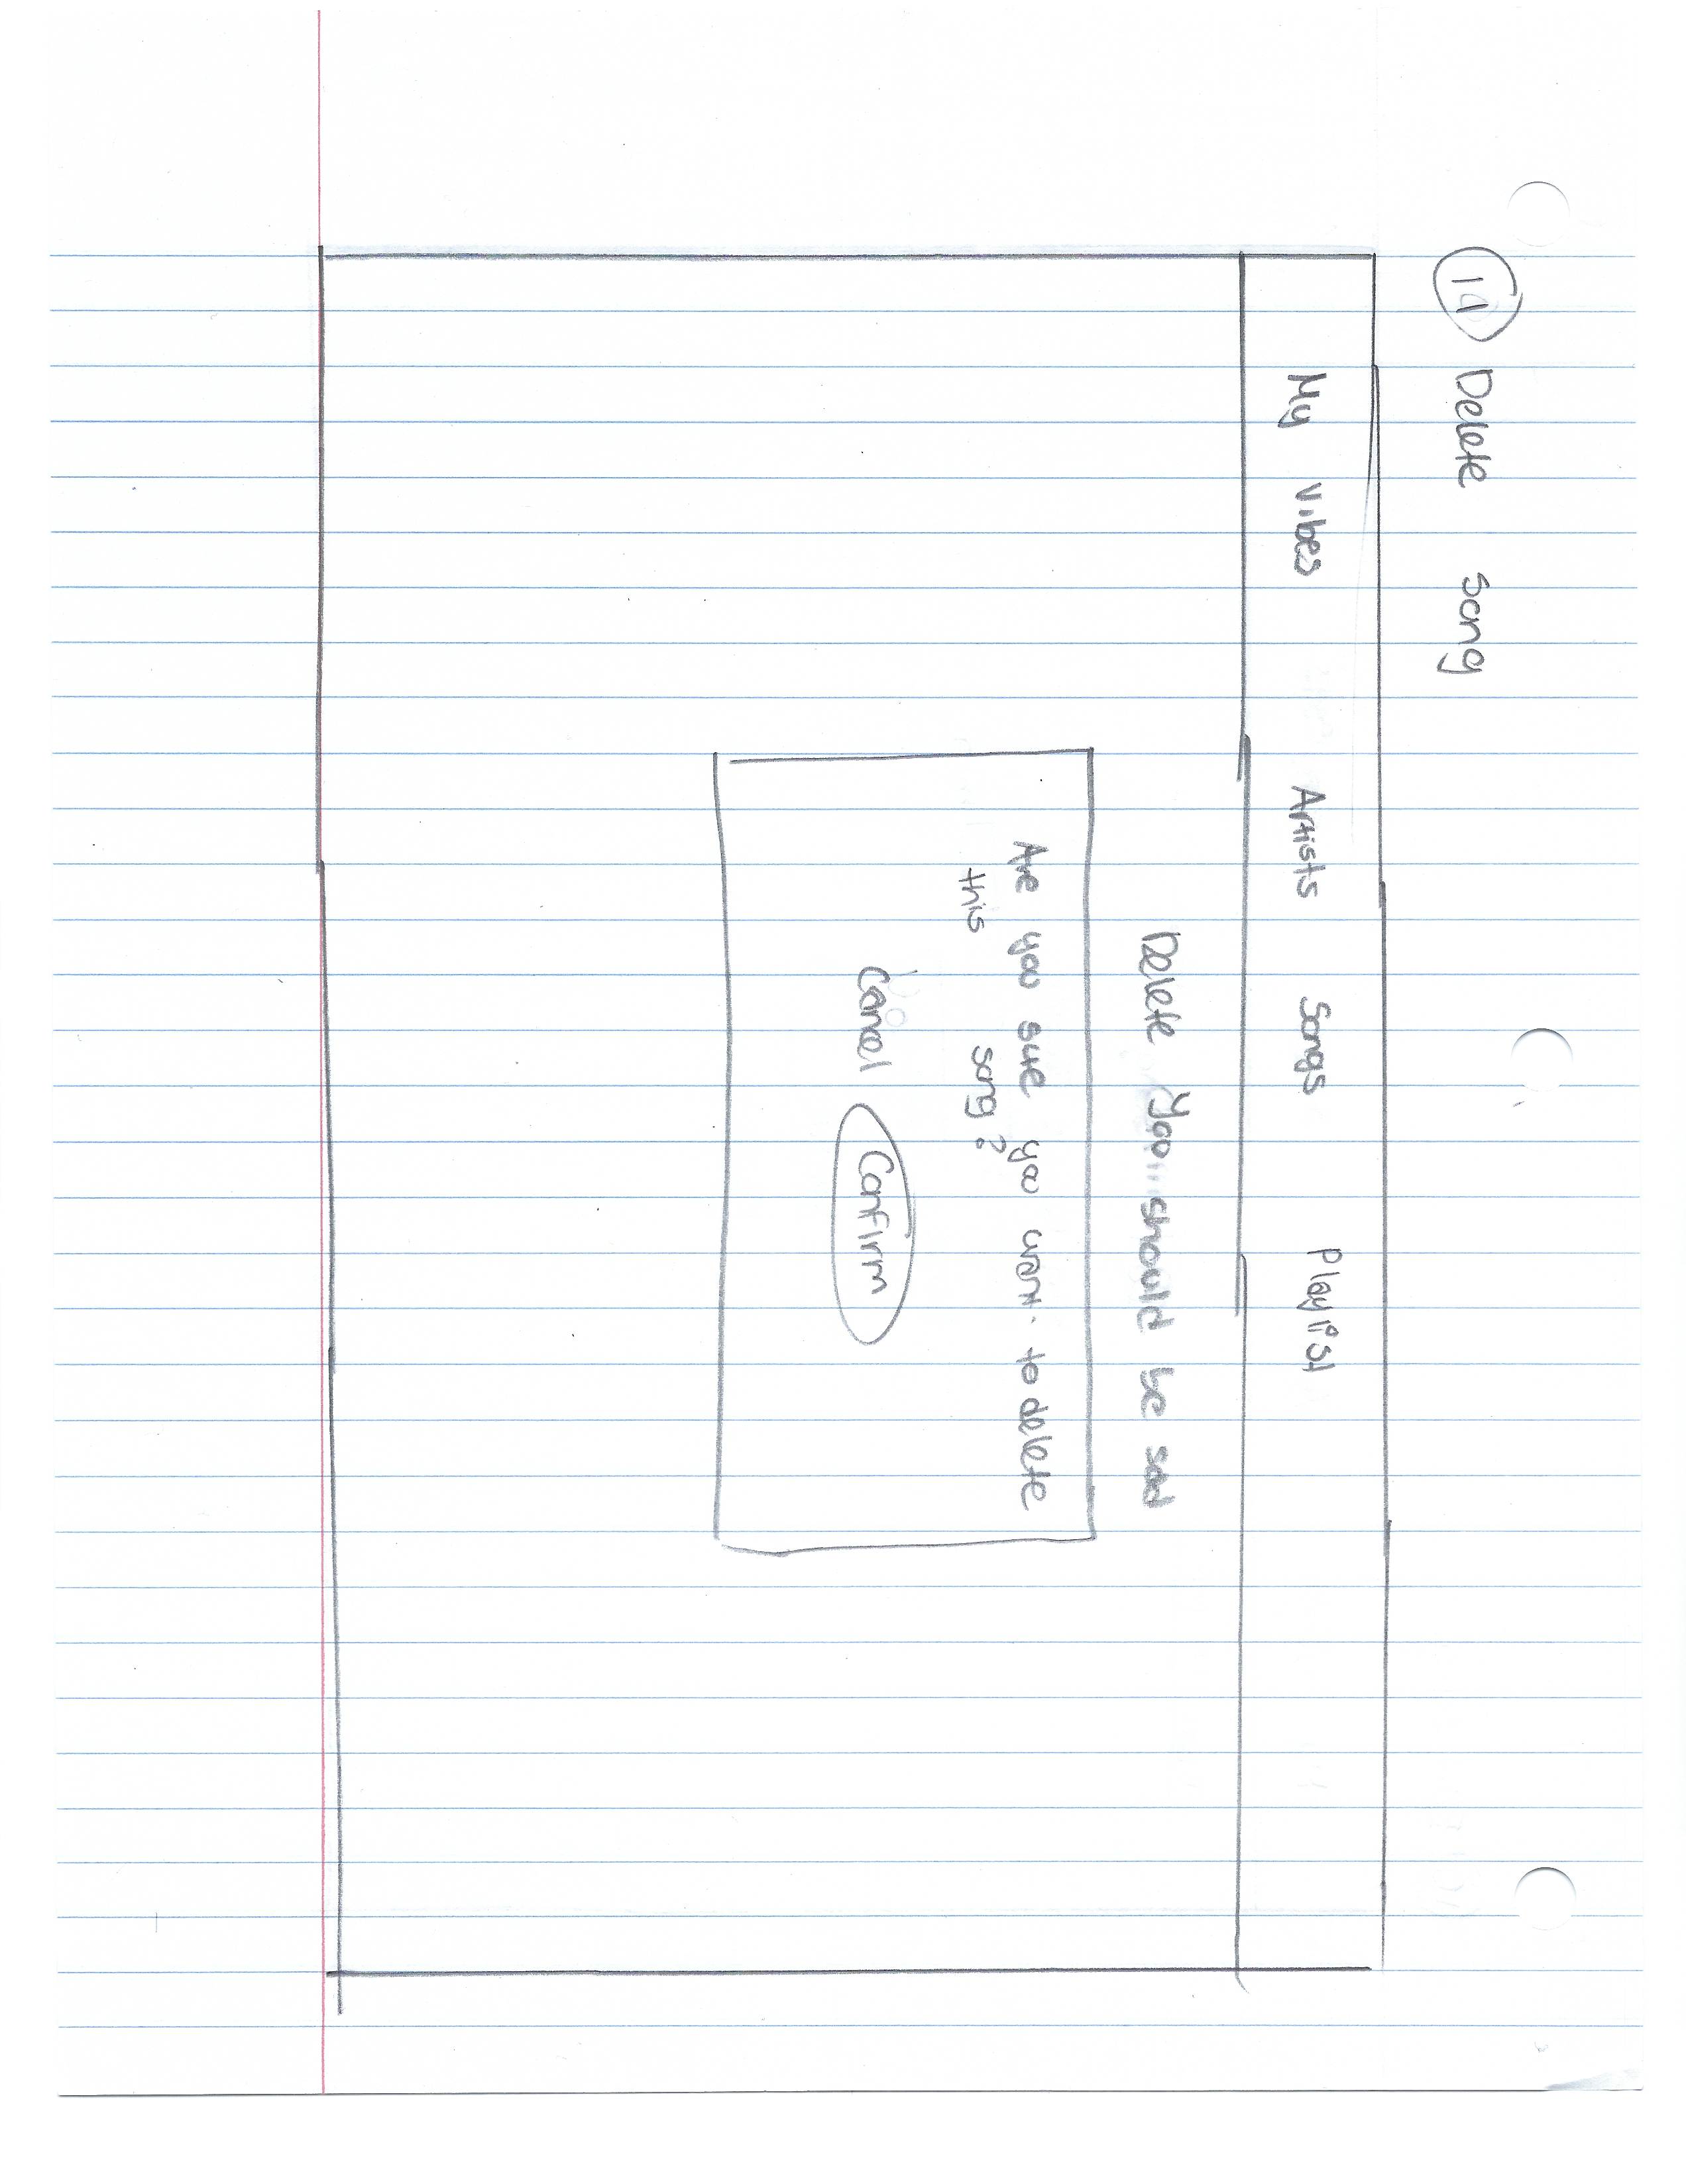 11 Delete Song
My Vibes Artists Songs Playlist
Delete You should be sad
Are you sure you want to delete
this song?
Cancel Confirm